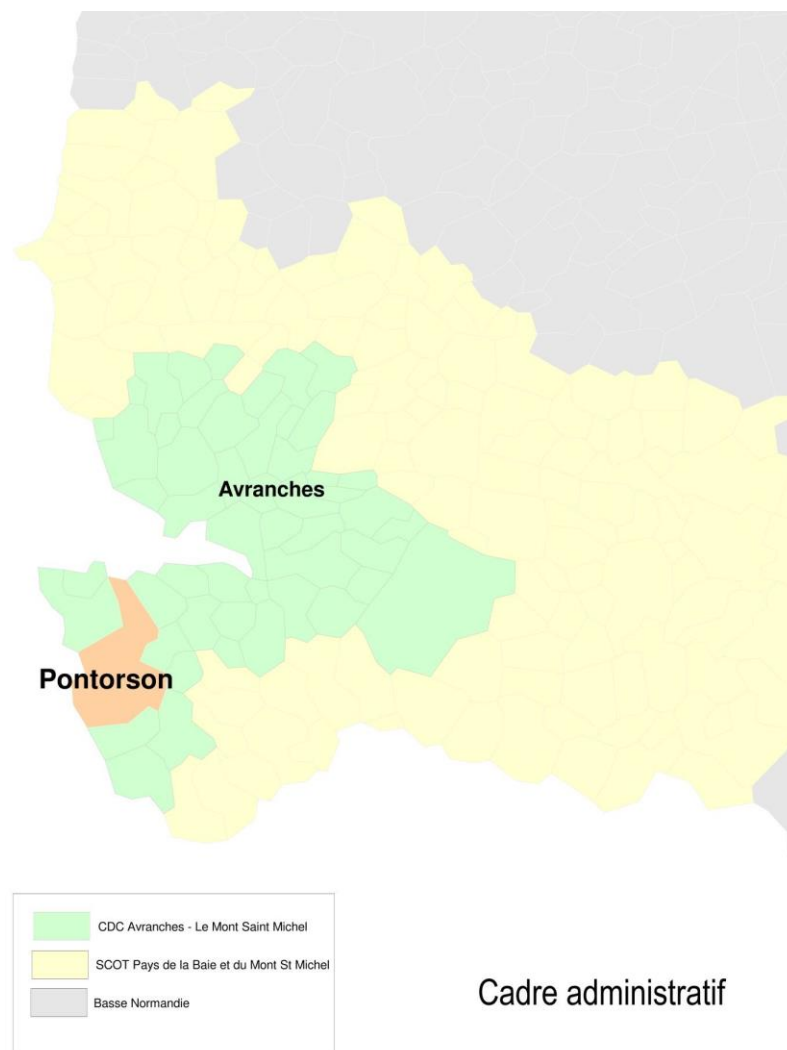 Avranches
Pontorson
CDC Avranches - Le Mont Saint Michel
SCOT Pays de la Baie et du Mont St Michel
Basse Normandie
Cadre administratif